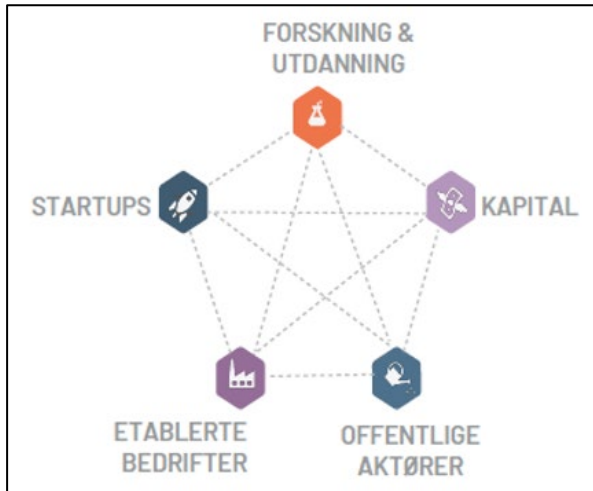 FORSKNING &
UTDANNING
STARTUPS
KAPITAL
ETABLERTE
BEDRIFTER
OFFENTLIGE
AKTØRER